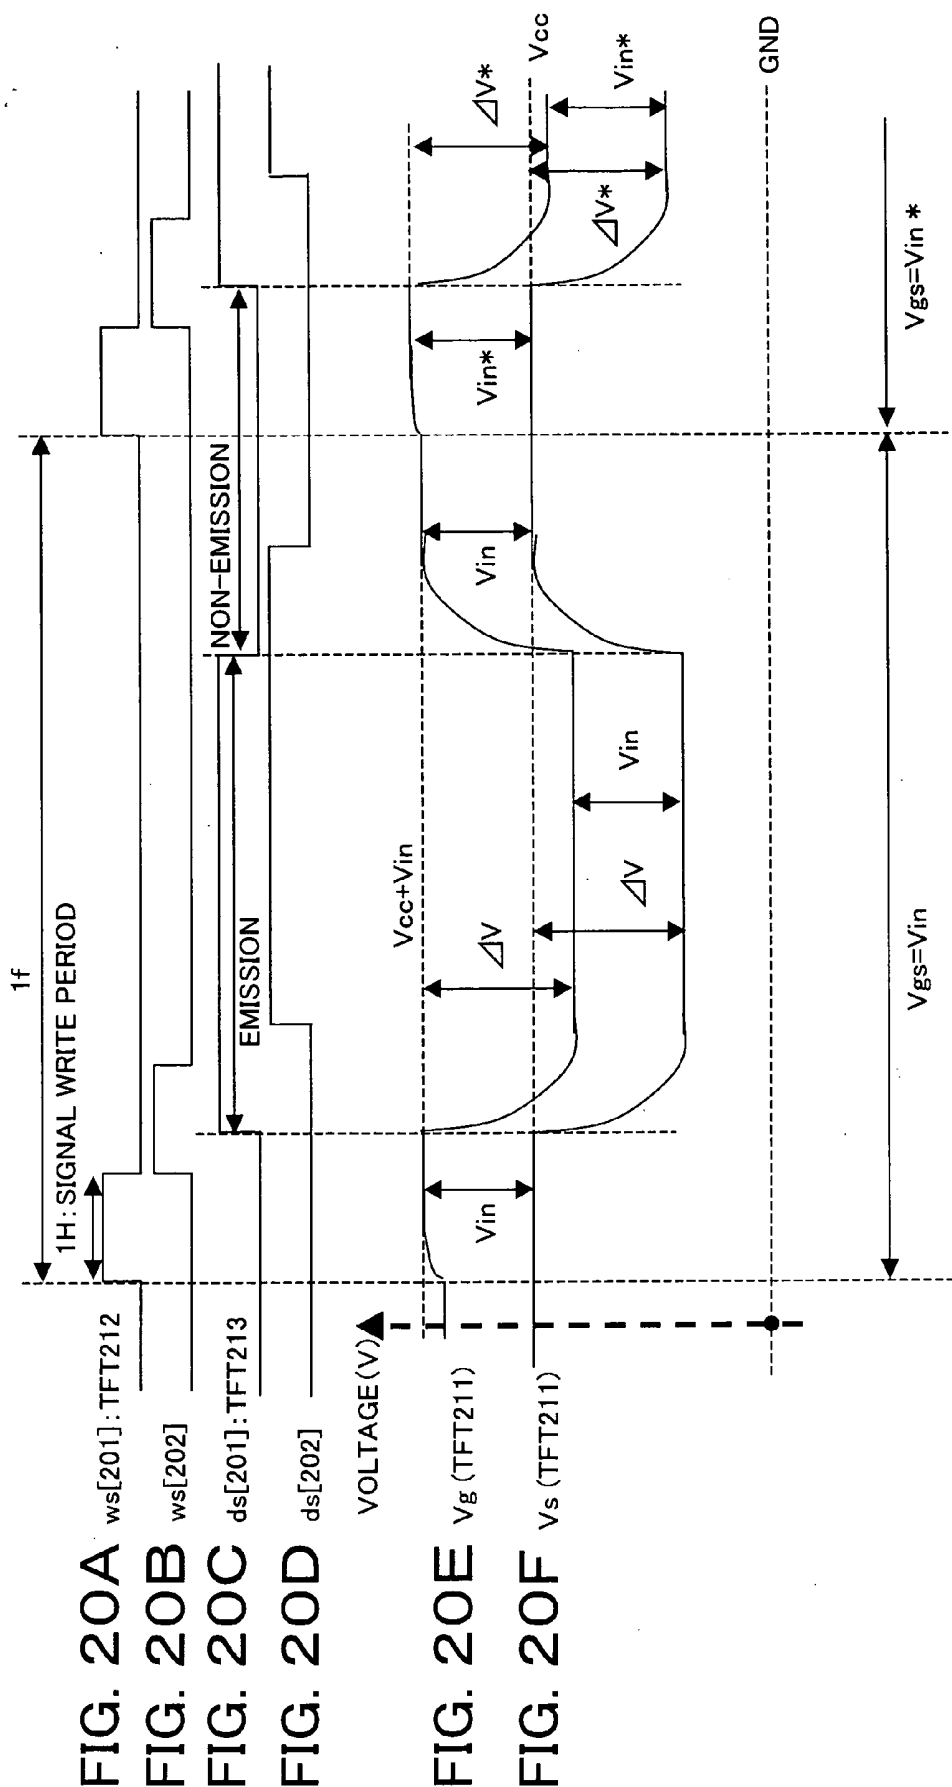 1f
1H:SIGNAL WRITE PERIOD
FIG. 20A ws[201]:TFT212
FIG. 20B ws[202]
EMISSION
NON-EMISSION
FIG. 20C ds[201]:TFT213
FIG. 20D ds[202]
VOLTAGE(V)
Vcc+Vin
FIG. 20E Vg (TFT211)
Vin
ΔV
Vin
Vin*
ΔV*
FIG. 20F Vs (TFT211)
Vcc
ΔV
Vin
ΔV*
Vin*
GND
Vgs=Vin
Vgs=Vin*